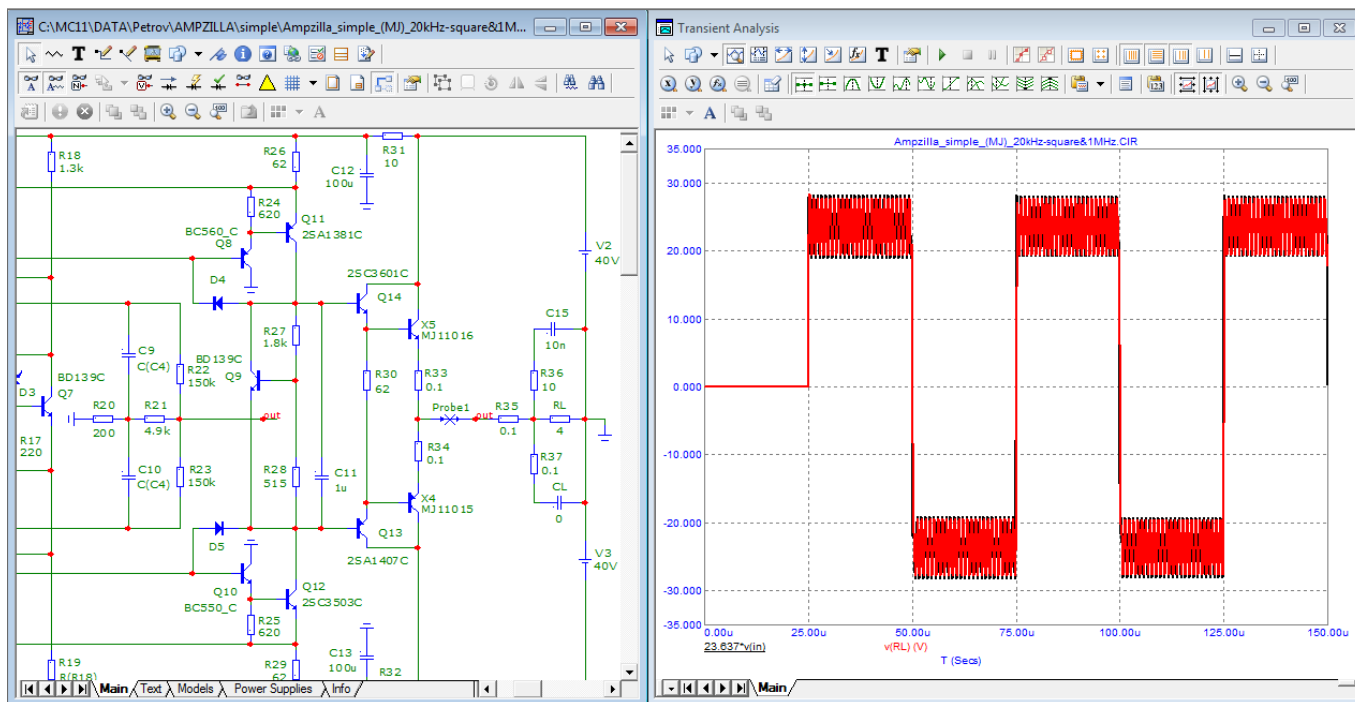 C:\MC11\DATA\Petrov\AMPZILLA\simple\Ampzilla_simple_(MJ)_20kHz-square&1M...
R18
1.3k
R26
62
R31
10
C12
100u
R24
620
Q11
2SA1381C
BC560_C
Q8
V2
40V
D4
2SC3601C
Q14
C15
10n
R27
1.8k
X5
MJ11016
C9
C(C4)
R22
150k
BD139C
Q9
R30
62
R33
0.1
R36
10
D3
BD139C
Q7
R20
200
R21
4.9k
out
Probe1
out
R35
0.1
RL
4
R17
220
R34
0.1
R37
0.1
C10
C(C4)
R23
150k
R28
515
C11
1u
X4
MJ11015
CL
0
D5
Q13
2SA1407C
V3
40V
Q10
BC550_C
Q12
2SC3503C
R25
620
R19
R(R18)
R29
62
C13
100u
R32
Main Text Models Power Supplies Info
Transient Analysis
Ampzilla_simple_(MJ)_20kHz-square&1MHz.CIR
35.000
30.000
20.000
10.000
0.000
-10.000
-20.000
-30.000
-35.000
0.00u 25.00u 50.00u 75.00u 100.00u 125.00u 150.00u
23.637*v(in) v(RL) (V)
T (Secs)
Main